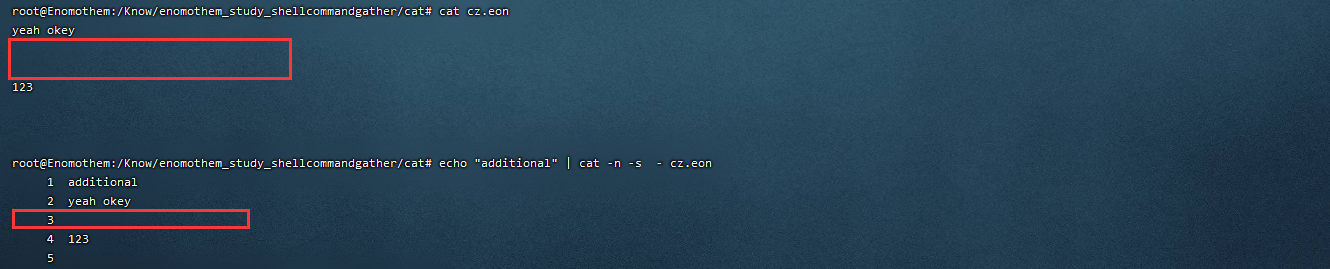 root@Enomothem:/Know/enomothem_study_shellcommandgather/cat# cat cz.eon
yeah okey
123
root@Enomothem:/Know/enomothem_study_shellcommandgather/cat# echo "additional" | cat -n -s  - cz.eon
1  additional
2  yeah okey
3
4  123
5